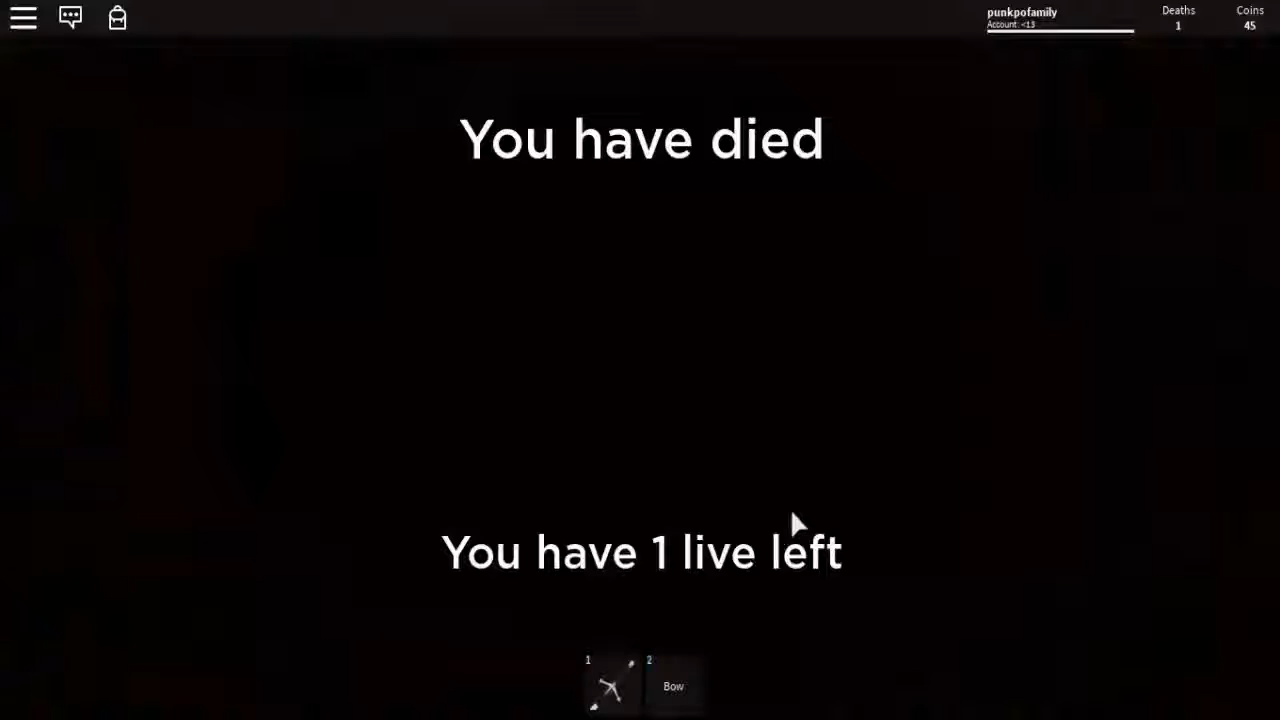 punkpofamily
Account: <13
Deaths
1
Coins
45
You have died
You have 1 live left
1
2
Bow